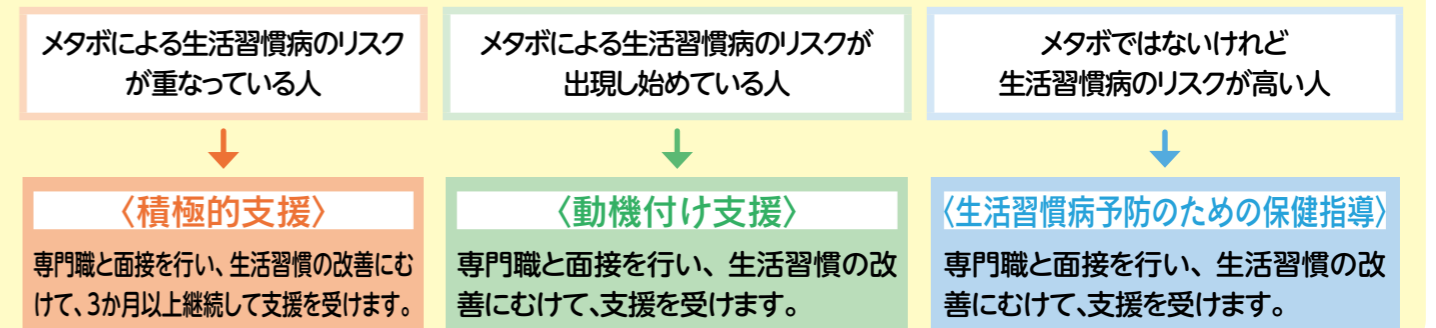 メタボによる生活習慣病のリスク
が重なっている人
メタボによる生活習慣病のリスクが
出現し始めている人
メタボではないけれど
生活習慣病のリスクが高い人
〈積極的支援〉
専門職と面接を行い、生活習慣の改善にむ
けて、3か月以上継続して支援を受けます。
〈動機付け支援〉
専門職と面接を行い、生活習慣の改
善にむけて、支援を受けます。
〈生活習慣病予防のための保健指導〉
専門職と面接を行い、生活習慣の改
善にむけて、支援を受けます。